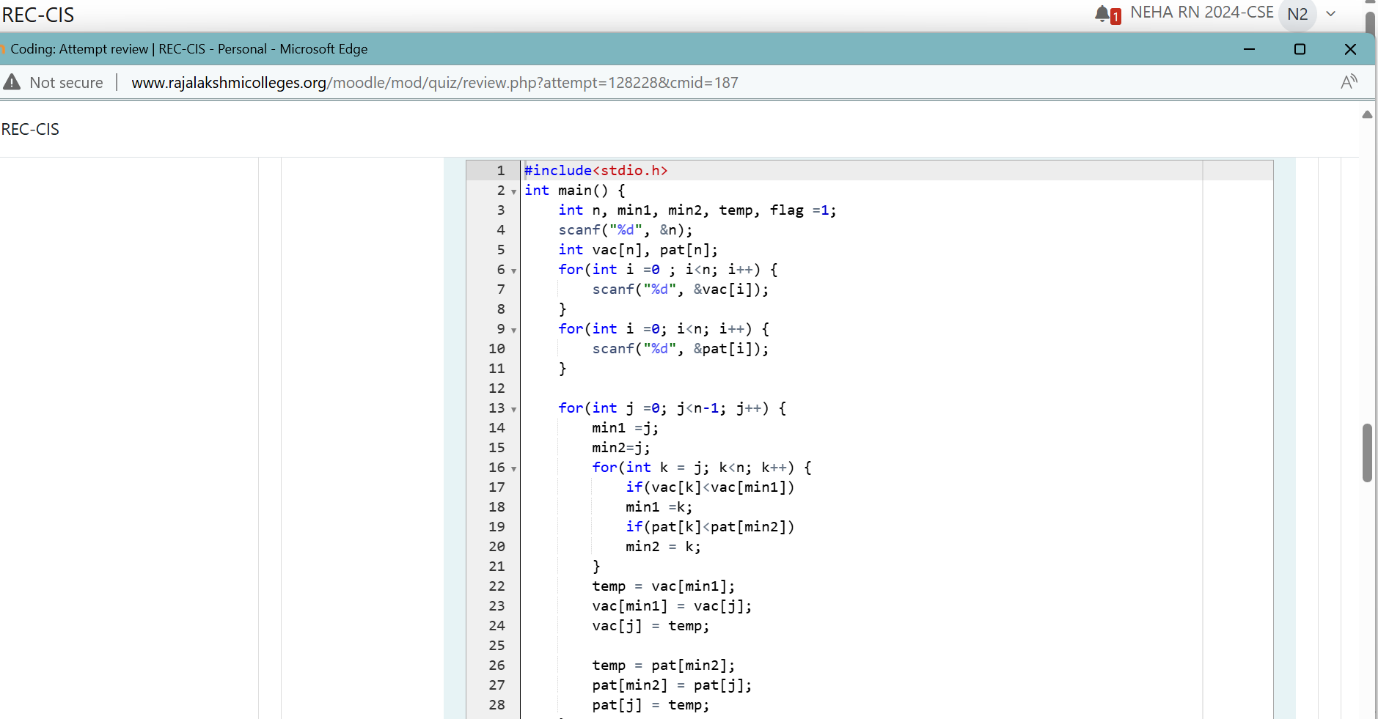 REC-CIS
1 NEHA RN 2024-CSE N2
Coding: Attempt review | REC-CIS - Personal - Microsoft Edge
Not secure | www.rajalakshmicolleges.org/moodle/mod/quiz/review.php?attempt=128228&cmid=187
REC-CIS
1 #include<stdio.h>
2 int main() {
3     int n, min1, min2, temp, flag =1;
4     scanf("%d", &n);
5     int vac[n], pat[n];
6     for(int i =0 ; i<n; i++) {
7         scanf("%d", &vac[i]);
8     }
9     for(int i =0; i<n; i++) {
10         scanf("%d", &pat[i]);
11     }
12
13     for(int j =0; j<n-1; j++) {
14         min1 =j;
15         min2=j;
16         for(int k = j; k<n; k++) {
17             if(vac[k]<vac[min1])
18             min1 =k;
19             if(pat[k]<pat[min2])
20             min2 = k;
21         }
22         temp = vac[min1];
23         vac[min1] = vac[j];
24         vac[j] = temp;
25
26         temp = pat[min2];
27         pat[min2] = pat[j];
28         pat[j] = temp;